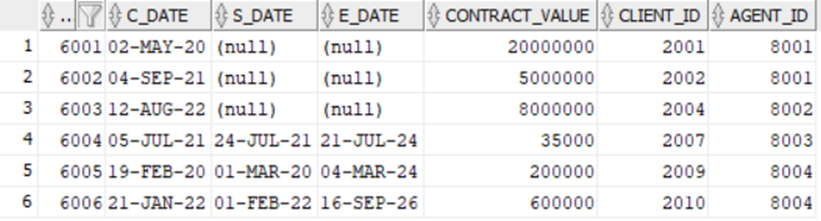 .. C_DATE S_DATE E_DATE CONTRACT_VALUE CLIENT_ID AGENT_ID
1 6001 02-MAY-20 (null) (null) 20000000 2001 8001
2 6002 04-SEP-21 (null) (null) 5000000 2002 8001
3 6003 12-AUG-22 (null) (null) 8000000 2004 8002
4 6004 05-JUL-21 24-JUL-21 21-JUL-24 35000 2007 8003
5 6005 19-FEB-20 01-MAR-20 04-MAR-24 200000 2009 8004
6 6006 21-JAN-22 01-FEB-22 16-SEP-26 600000 2010 8004